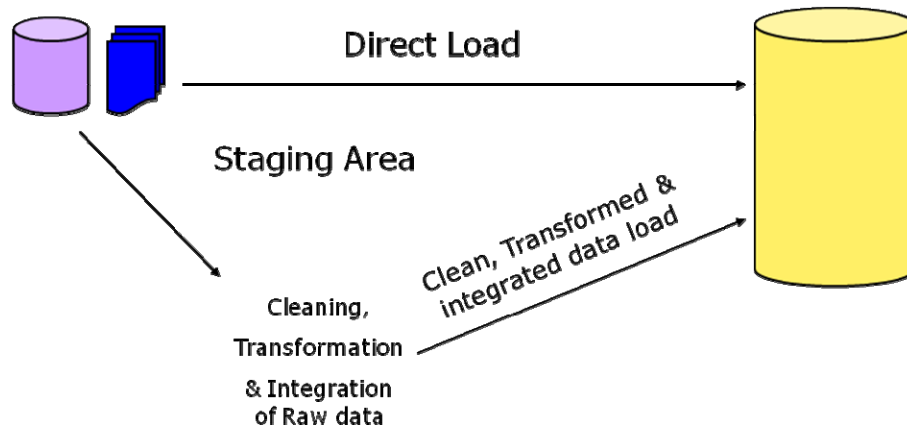 Direct Load
Staging Area
Clean, Transformed &
integrated data load
Cleaning,
Transformation
& Integration
of Raw data